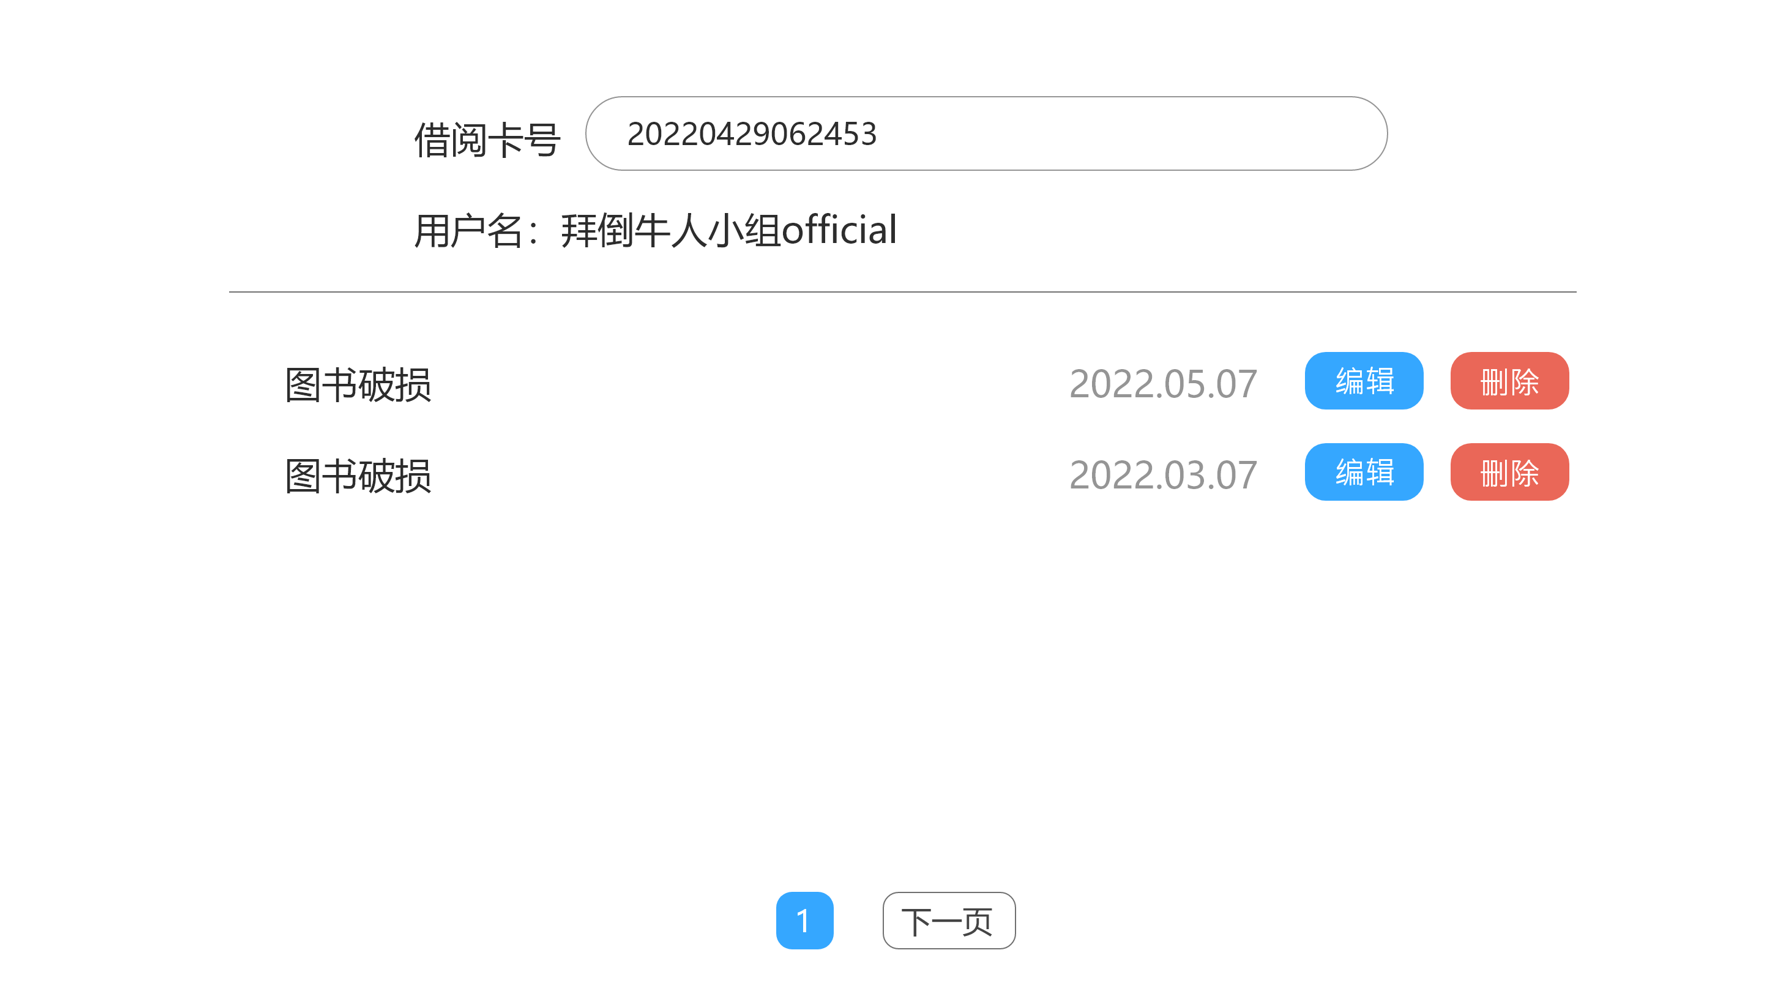 借阅卡号 20220429062453
用户名：拜倒牛人小组official
图书破损 2022.05.07 编辑 删除
图书破损 2022.03.07 编辑 删除
1 下一页